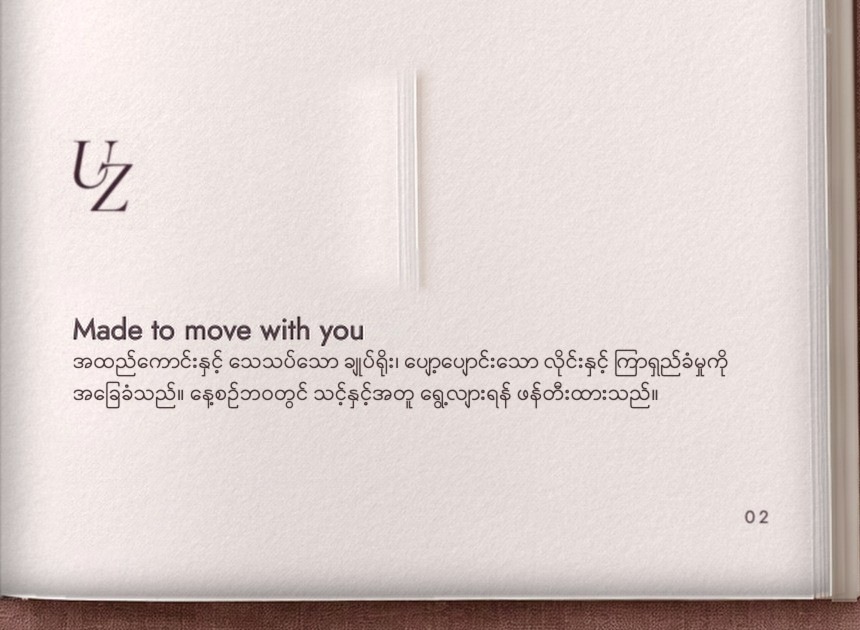 UZ
Made to move with you
အထည်ကောင်းနှင့် သေသပ်သော ချုပ်ရိုး၊ ပျော့ပျောင်းသော လိုင်းနှင့် ကြာရှည်ခံမှုကို
အခြေခံသည်။ နေ့စဉ်ဘဝတွင် သင့်နှင့်အတူ ရွေ့လျားရန် ဖန်တီးထားသည်။
02